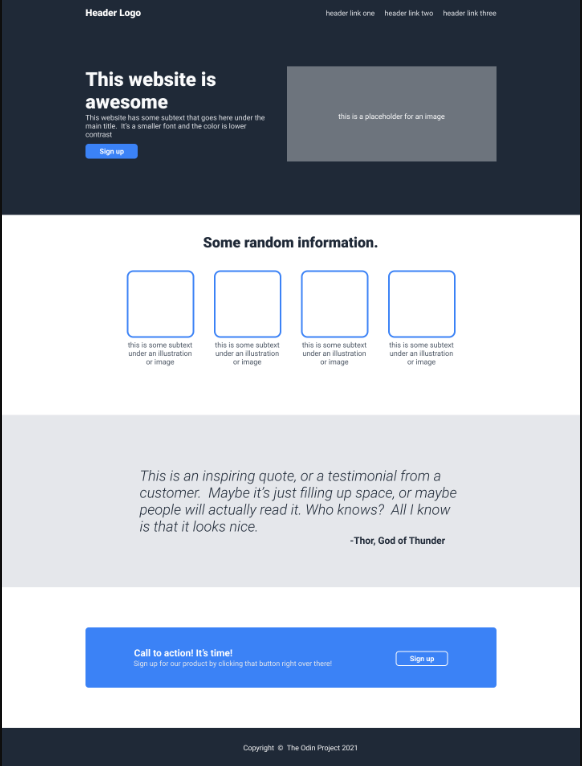 Header Logo
header link one header link two header link three
This website is
awesome
This website has some subtext that goes here under the
main title. It's a smaller font and the color is lower
contrast
Sign up
this is a placeholder for an image
Some random information.
this is some subtext
under an illustration
or image
this is some subtext
under an illustration
or image
this is some subtext
under an illustration
or image
this is some subtext
under an illustration
or image
This is an inspiring quote, or a testimonial from a
customer. Maybe it's just filling up space, or maybe
people will actually read it. Who knows? All I know
is that it looks nice.
-Thor, God of Thunder
Call to action! It's time!
Sign up for our product by clicking that button right over there!
Sign up
Copyright © The Odin Project 2021